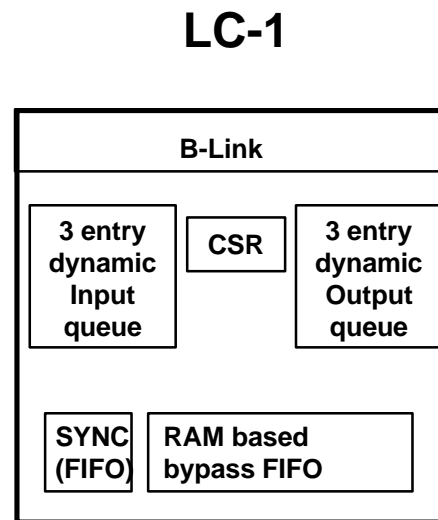 LC-1
B-Link
3 entry
dynamic
Input
queue
CSR
3 entry
dynamic
Output
queue
SYNC
(FIFO)
RAM based
bypass FIFO